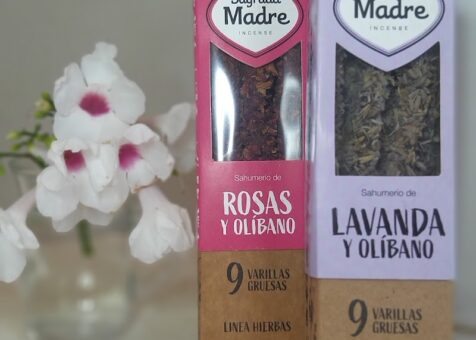 Sagrada
Madre
INCENSE
Sahumerio de
ROSAS
Y OLÍBANO
9 VARILLAS
GRUESAS
LINEA HIERBAS
Madre
INCENSE
Sahumerio de
LAVANDA
Y OLÍBANO
9 VARILLAS
GRUESAS